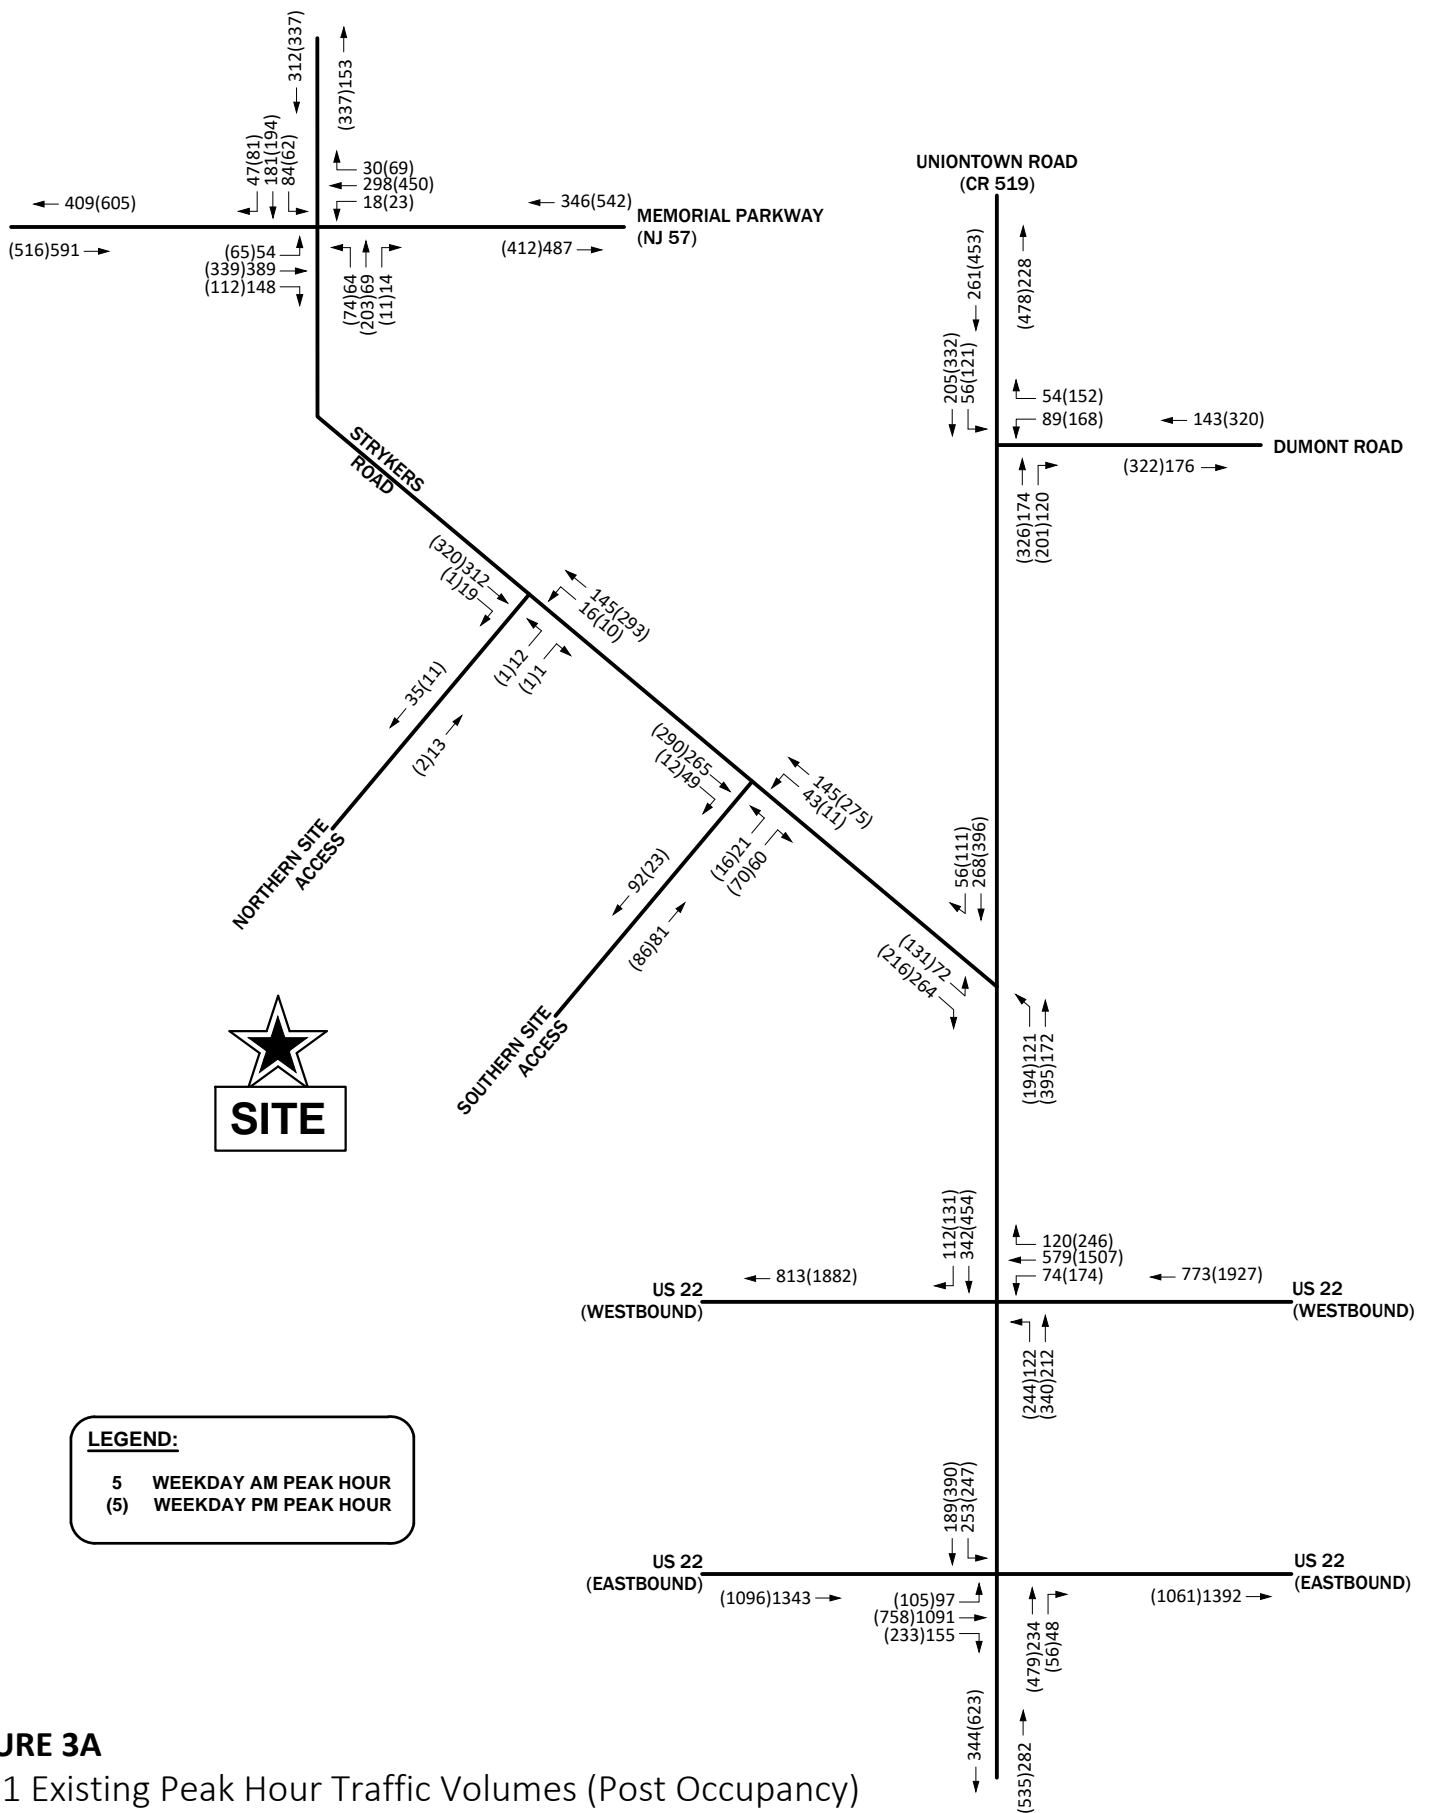 312(337)
(337)153
47(81)
181(194)
84(62)
30(69)
298(450)
18(23)
409(605)
346(542)
MEMORIAL PARKWAY
(NJ 57)
(516)591
(65)54
(339)389
(112)148
(74)64
(203)69
(11)14
(412)487
UNIONTOWN ROAD
(CR 519)
261(453)
(478)228
205(332)
56(121)
54(152)
89(168)
143(320)
DUMONT ROAD
(322)176
(326)174
(201)120
STRYKERS
ROAD
(320)312
(1)19
145(293)
16(10)
(1)12
(1)1
35(11)
(2)13
NORTHERN SITE
ACCESS
(290)265
(12)49
145(275)
43(11)
(16)21
(70)60
92(23)
(86)81
SOUTHERN SITE
ACCESS
56(111)
268(396)
(131)72
(216)264
(194)121
(395)172
SITE
112(131)
342(454)
120(246)
579(1507)
74(174)
813(1882)
773(1927)
US 22
(WESTBOUND)
US 22
(WESTBOUND)
(244)122
(340)212
LEGEND:
5 WEEKDAY AM PEAK HOUR
(5) WEEKDAY PM PEAK HOUR
189(390)
253(247)
US 22
(EASTBOUND)
US 22
(EASTBOUND)
(1096)1343
(105)97
(758)1091
(233)155
(479)234
(56)48
(1061)1392
344(623)
(535)282
URE 3A
1 Existing Peak Hour Traffic Volumes (Post Occupancy)